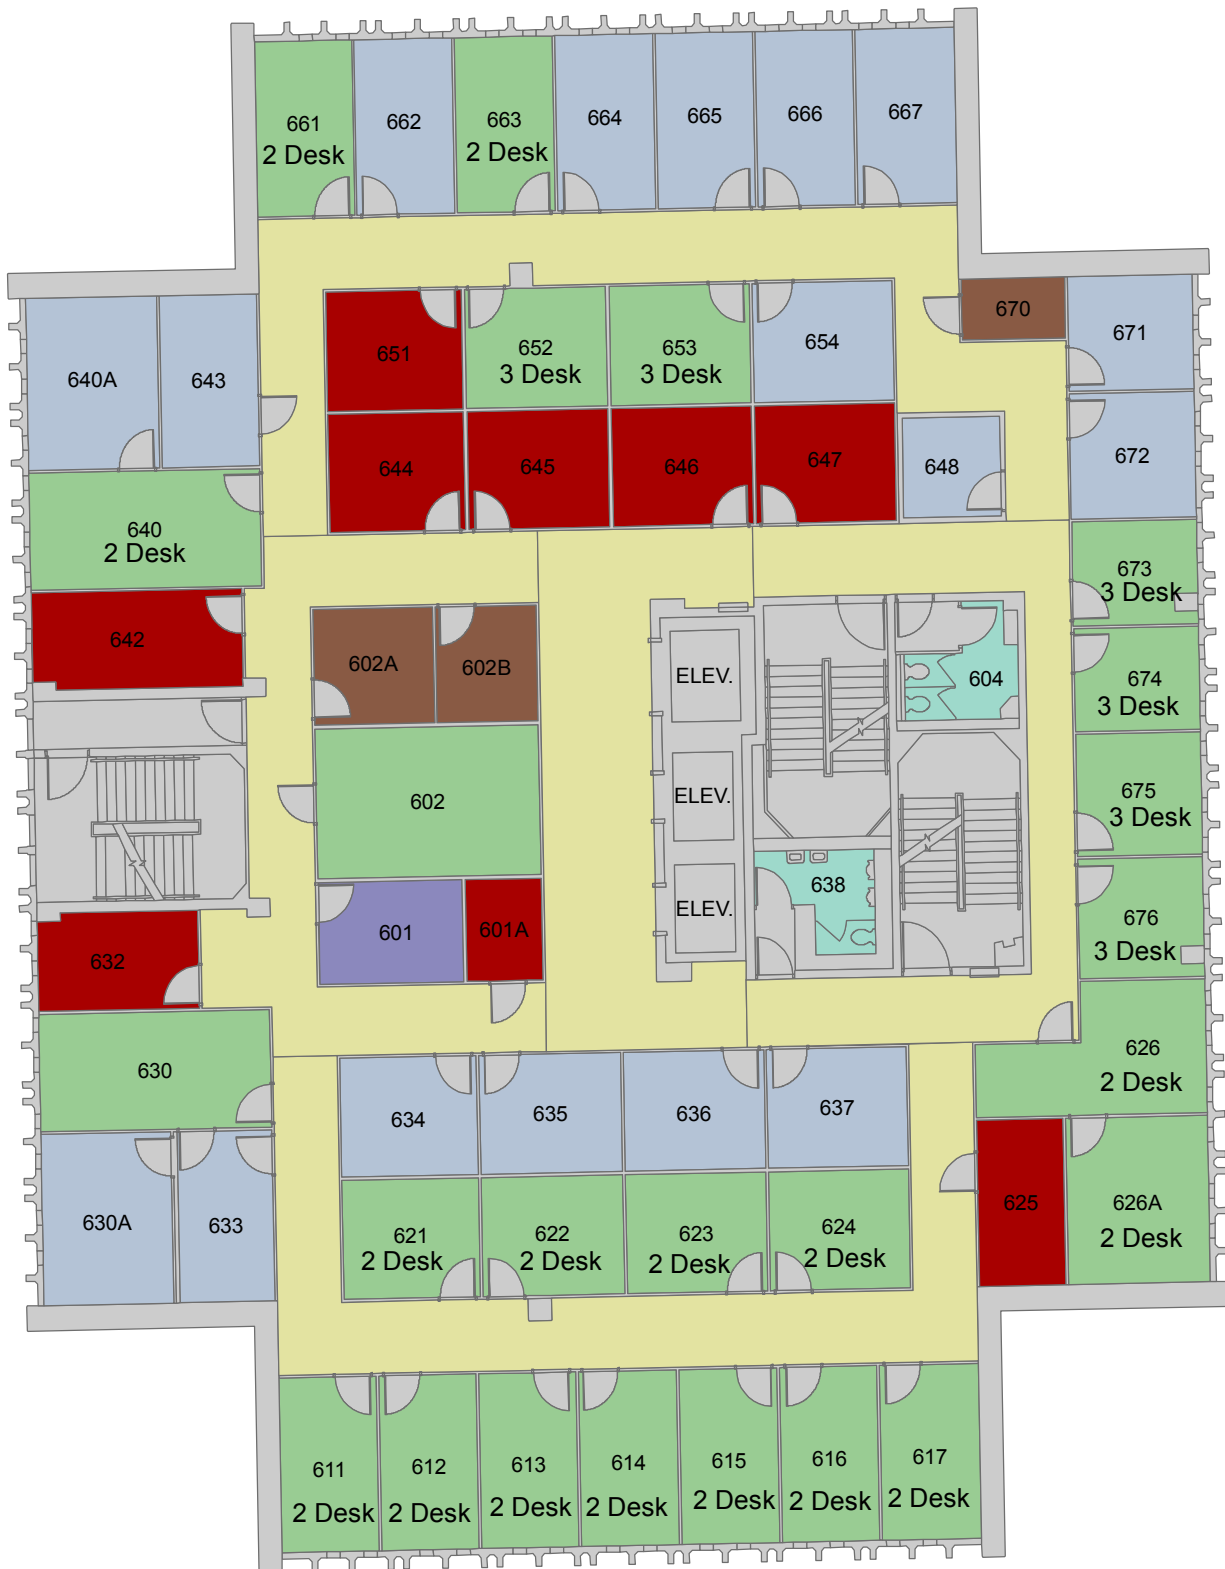 661
2 Desk
662
663
2 Desk
664
665
666
667
640A
643
651
652
3 Desk
653
3 Desk
654
670
671
644
645
646
647
648
672
640
2 Desk
673
3 Desk
642
602A
602B
ELEV.
604
674
3 Desk
602
ELEV.
675
3 Desk
632
601
601A
ELEV.
638
676
3 Desk
630
634
635
636
637
626
2 Desk
630A
633
621
2 Desk
622
2 Desk
623
2 Desk
624
2 Desk
625
626A
2 Desk
611
2 Desk
612
2 Desk
613
2 Desk
614
2 Desk
615
2 Desk
616
2 Desk
617
2 Desk